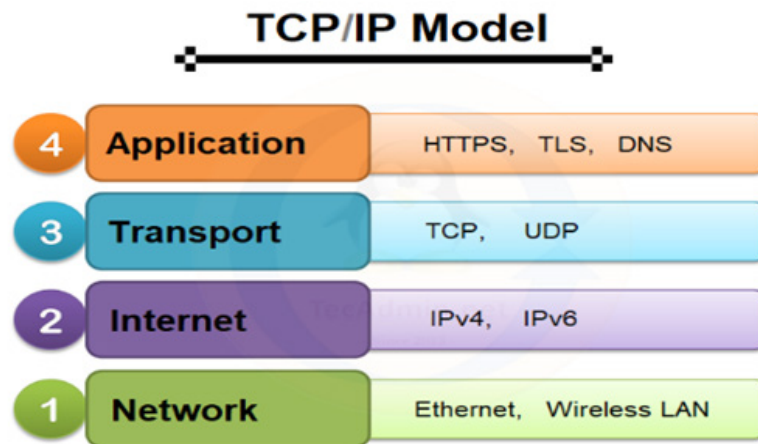 TCP/IP Model
4 Application HTTPS, TLS, DNS
3 Transport TCP, UDP
2 Internet IPv4, IPv6
1 Network Ethernet, Wireless LAN